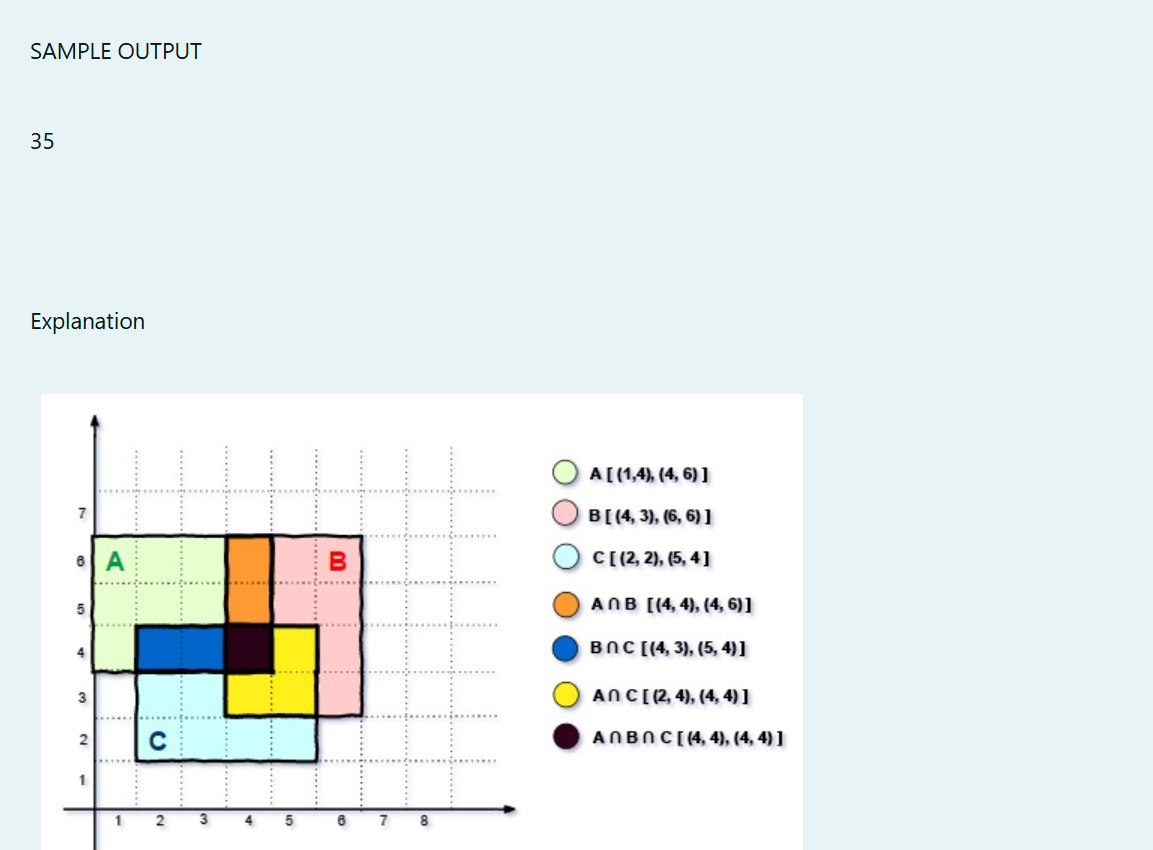 SAMPLE OUTPUT
35
Explanation
A [ (1,4), (4, 6) ]
B [ (4, 3), (6, 6) ]
C [ (2, 2), (5, 4 ]
A ∩ B [(4, 4), (4, 6)]
B ∩ C [(4, 3), (5, 4)]
A ∩ C [ (2, 4), (4, 4) ]
A ∩ B ∩ C [ (4, 4), (4, 4) ]
7
6 A B
5
4
3
2 C
1
1 2 3 4 5 6 7 8